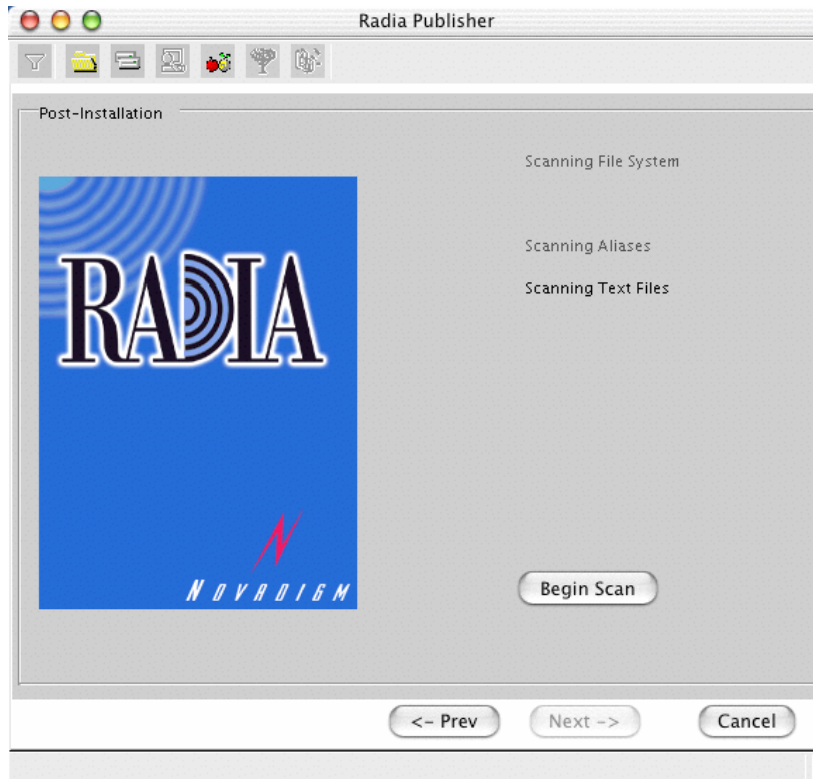 Radia Publisher
Post-Installation
Scanning File System
Scanning Aliases
Scanning Text Files
RADIA
NOVADIGM
Begin Scan
<- Prev
Next ->
Cancel